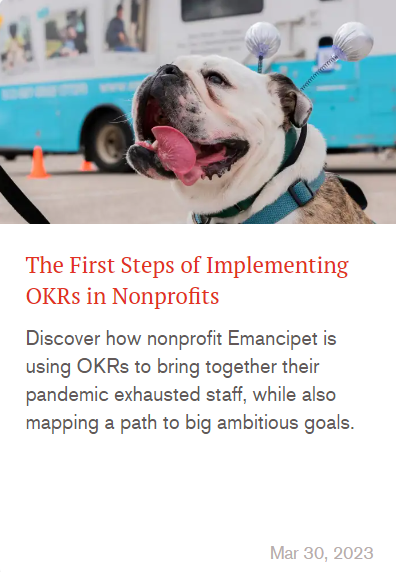 The First Steps of Implementing
OKRs in Nonprofits
Discover how nonprofit Emancipet is
using OKRs to bring together their
pandemic exhausted staff, while also
mapping a path to big ambitious goals.
Mar 30, 2023